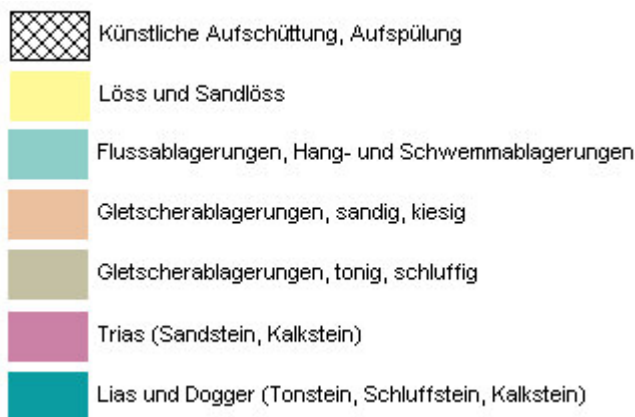 Künstliche Aufschüttung, Aufspülung
Löss und Sandlöss
Flussablagerungen, Hang- und Schwemmablagerungen
Gletscherablagerungen, sandig, kiesig
Gletscherablagerungen, tonig, schluffig
Trias (Sandstein, Kalkstein)
Lias und Dogger (Tonstein, Schluffstein, Kalkstein)